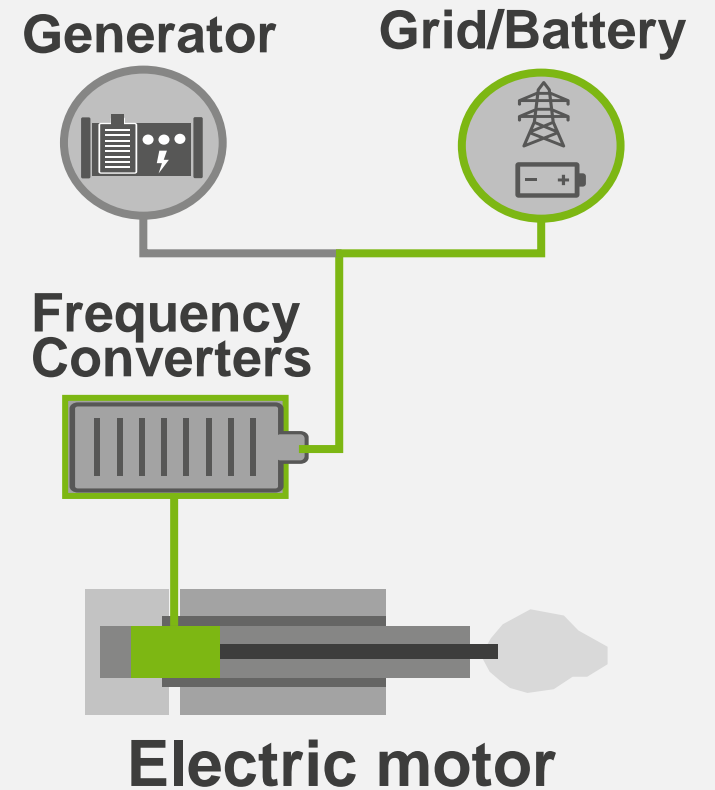 Generator
Grid/Battery
Frequency
Converters
Electric motor